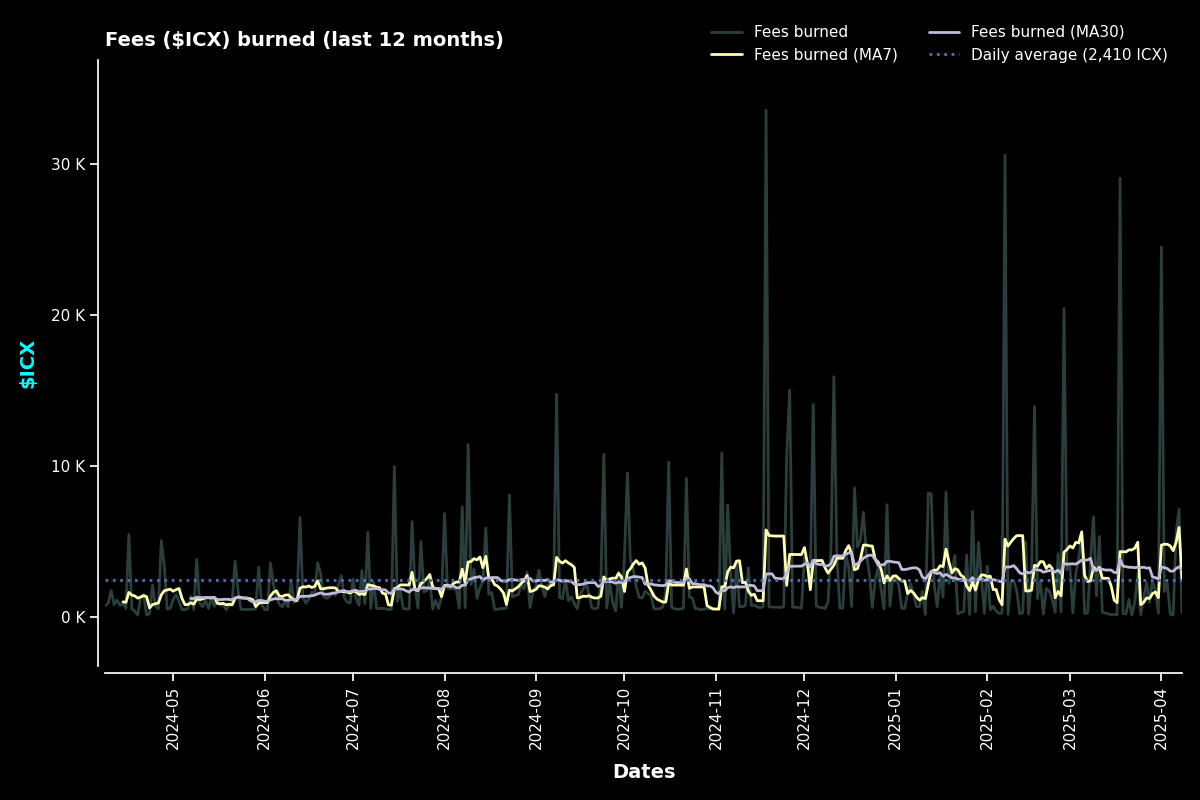 Fees ($ICX) burned (last 12 months)
Fees burned
Fees burned (MA7)
Fees burned (MA30)
Daily average (2,410 ICX)
30 K
20 K
10 K
0 K
$ICX
2024-05
2024-06
2024-07
2024-08
2024-09
2024-10
2024-11
2024-12
2025-01
2025-02
2025-03
2025-04
Dates